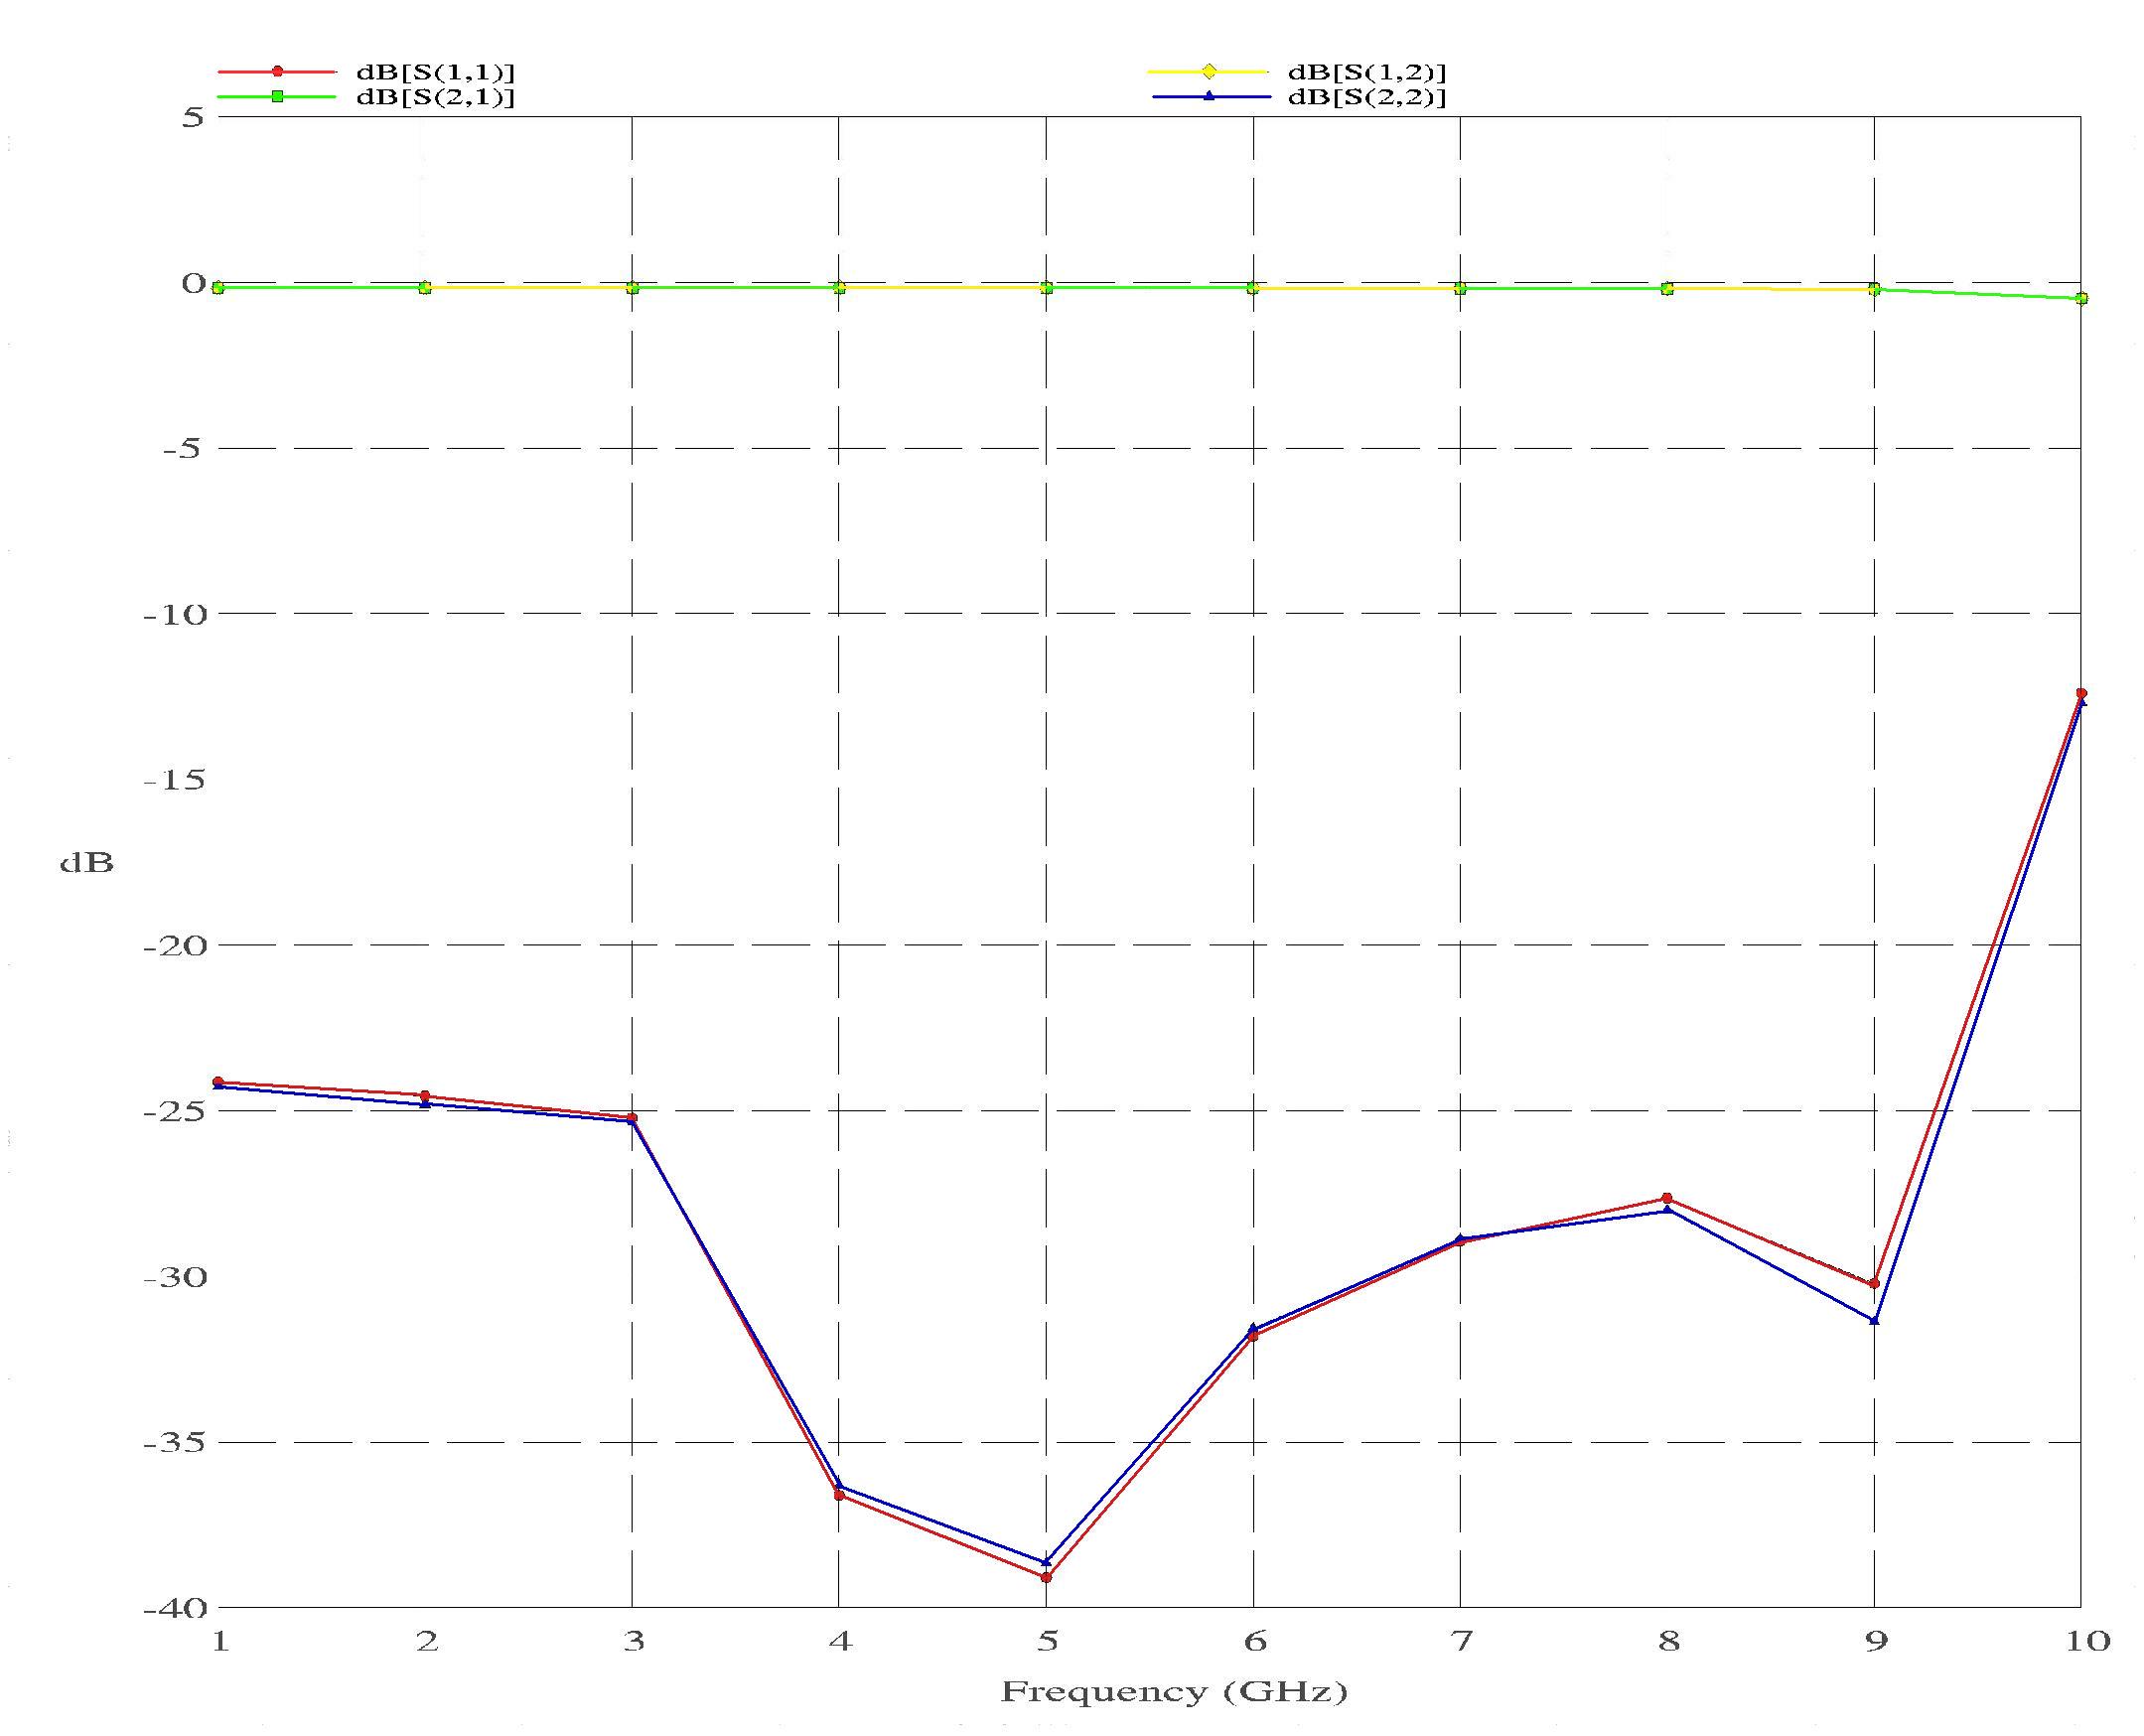 dB[S(1,1)] dB[S(1,2)]
dB[S(2,1)] dB[S(2,2)]
5
0
-5
-10
-15
dB
-20
-25
-30
-35
-40
1 2 3 4 5 6 7 8 9 10
Frequency (GHz)